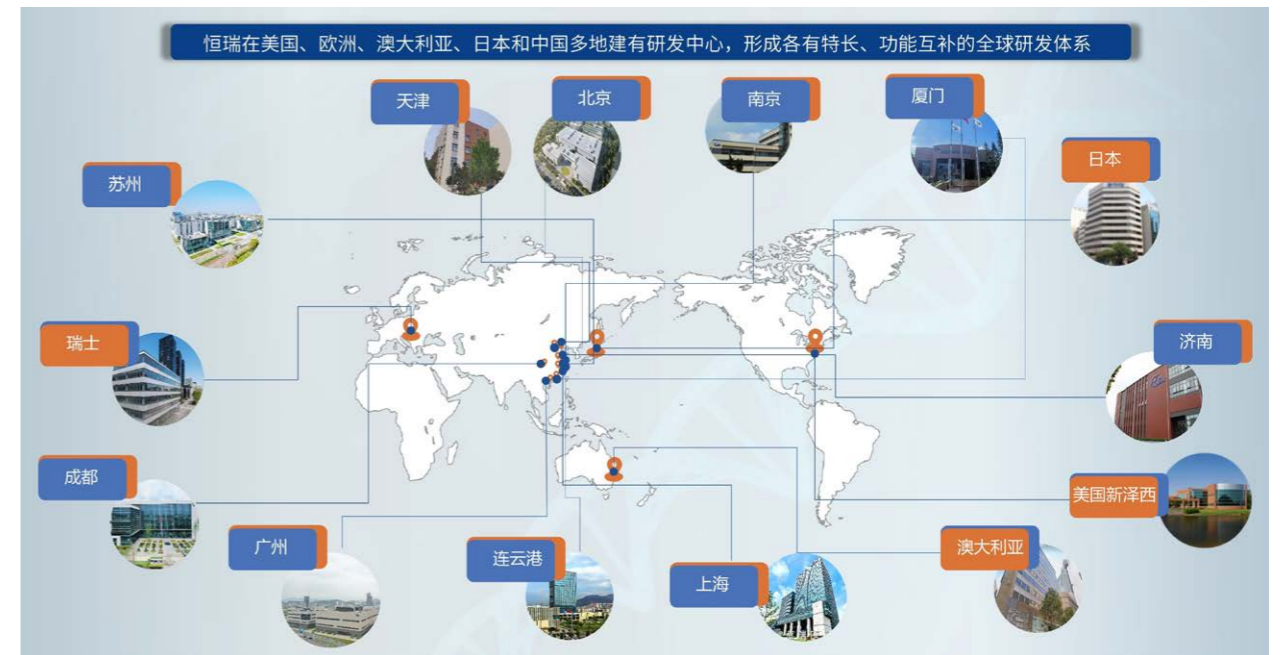 恒瑞在美国、欧洲、澳大利亚、日本和中国多地建有研发中心，形成各有特长、功能互补的全球研发体系
天津
北京
南京
厦门
日本
苏州
瑞士
济南
成都
美国新泽西
广州
连云港
上海
澳大利亚